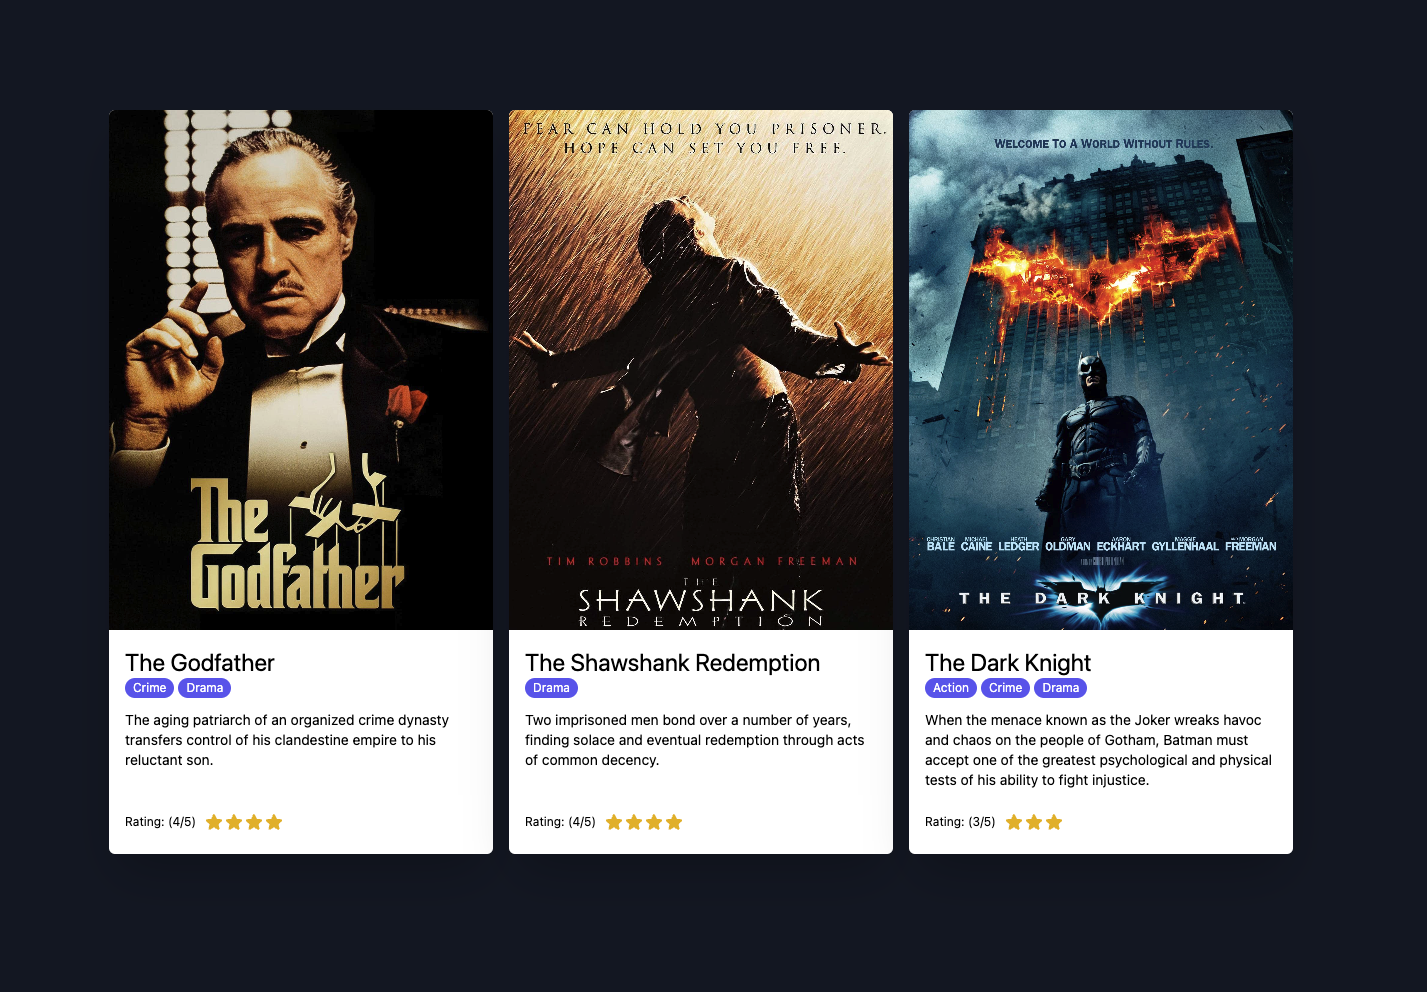 The
Godfather
The Godfather
Crime Drama
The aging patriarch of an organized crime dynasty
transfers control of his clandestine empire to his
reluctant son.
Rating: (4/5)
FEAR CAN HOLD YOU PRISONER.
HOPE CAN SET YOU FREE.
TIM ROBBINS MORGAN FREEMAN
THE
SHAWSHANK
REDEMPTION
The Shawshank Redemption
Drama
Two imprisoned men bond over a number of years,
finding solace and eventual redemption through acts
of common decency.
Rating: (4/5)
WELCOME TO A WORLD WITHOUT RULES.
CHRISTIAN MICHAEL HEATH GARY AARON MAGGIE MORGAN
BALE CAINE LEDGER OLDMAN ECKHART GYLLENHAAL FREEMAN
THE DARK KNIGHT
The Dark Knight
Action Crime Drama
When the menace known as the Joker wreaks havoc
and chaos on the people of Gotham, Batman must
accept one of the greatest psychological and physical
tests of his ability to fight injustice.
Rating: (3/5)